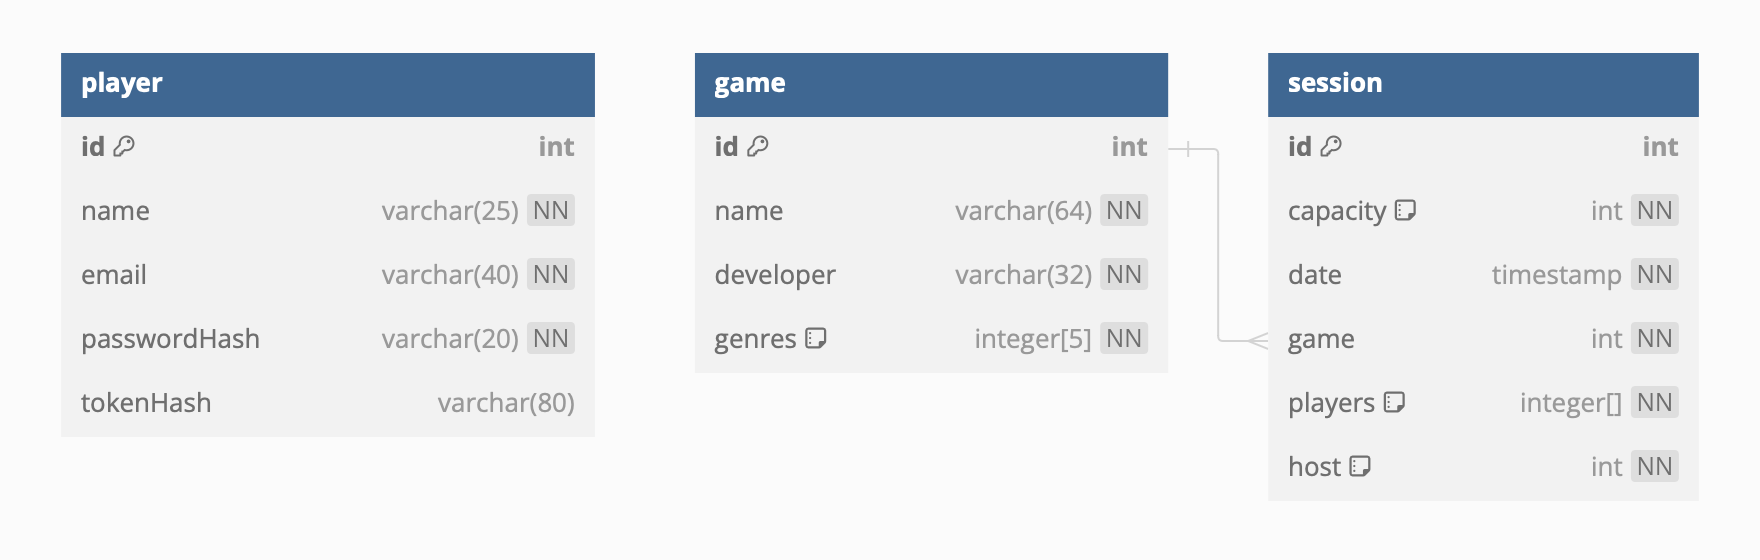 player
id int
name varchar(25) NN
email varchar(40) NN
passwordHash varchar(20) NN
tokenHash varchar(80)
game
id int
name varchar(64) NN
developer varchar(32) NN
genres integer[5] NN
session
id int
capacity int NN
date timestamp NN
game int NN
players integer[] NN
host int NN